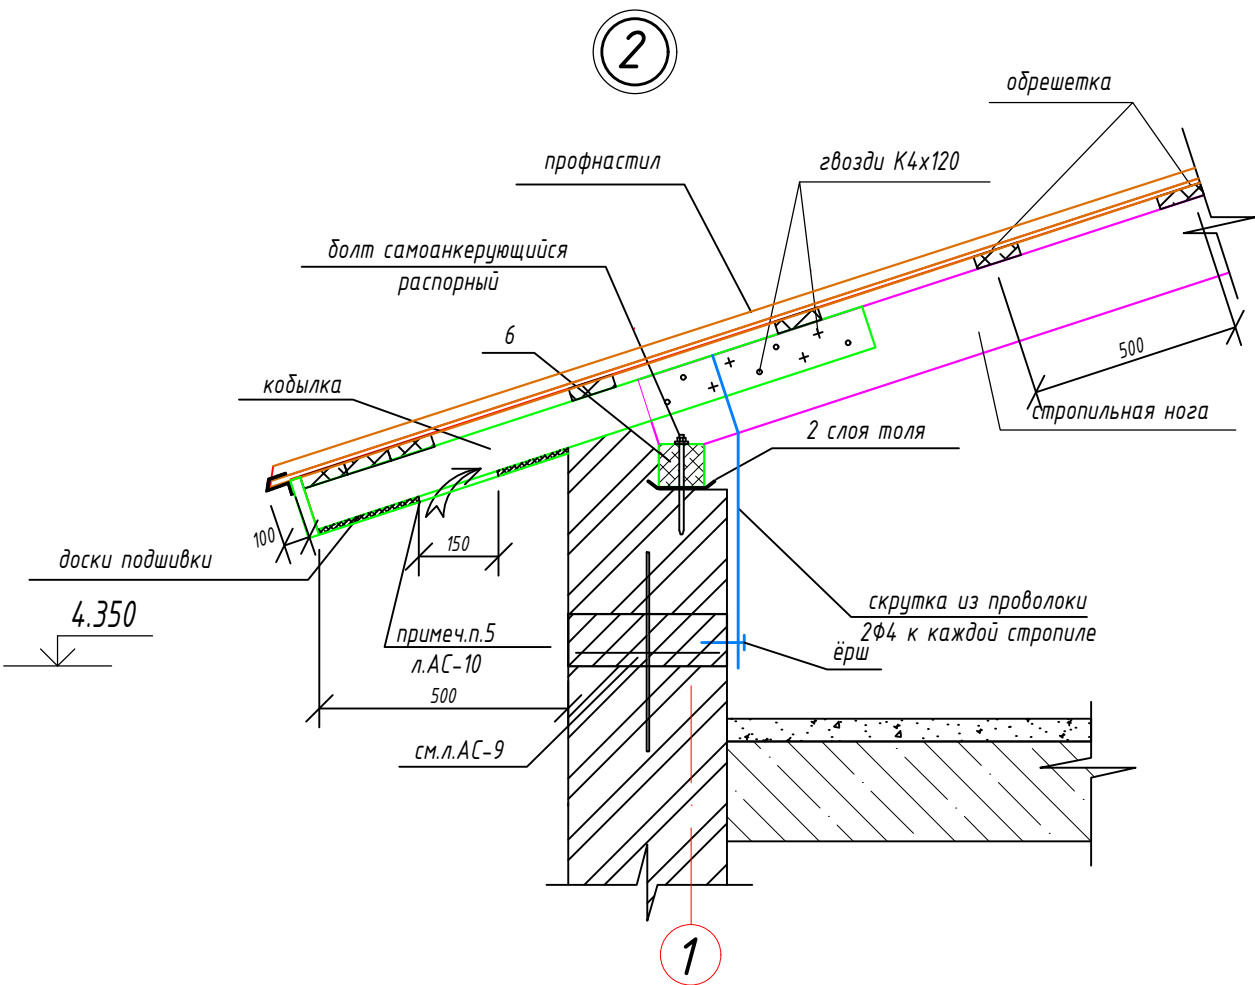 2
обрешетка
профнастил
гвозди К4х120
болт самоанкерующийся
распорный
6
500
кобылка
стропильная нога
2 слоя толя
100
150
доски подшивки
4.350
скрутка из проволоки
2Ф4 к каждой стропиле
примеч.п.5
л.АС-10
ёрш
500
см.л.АС-9
1